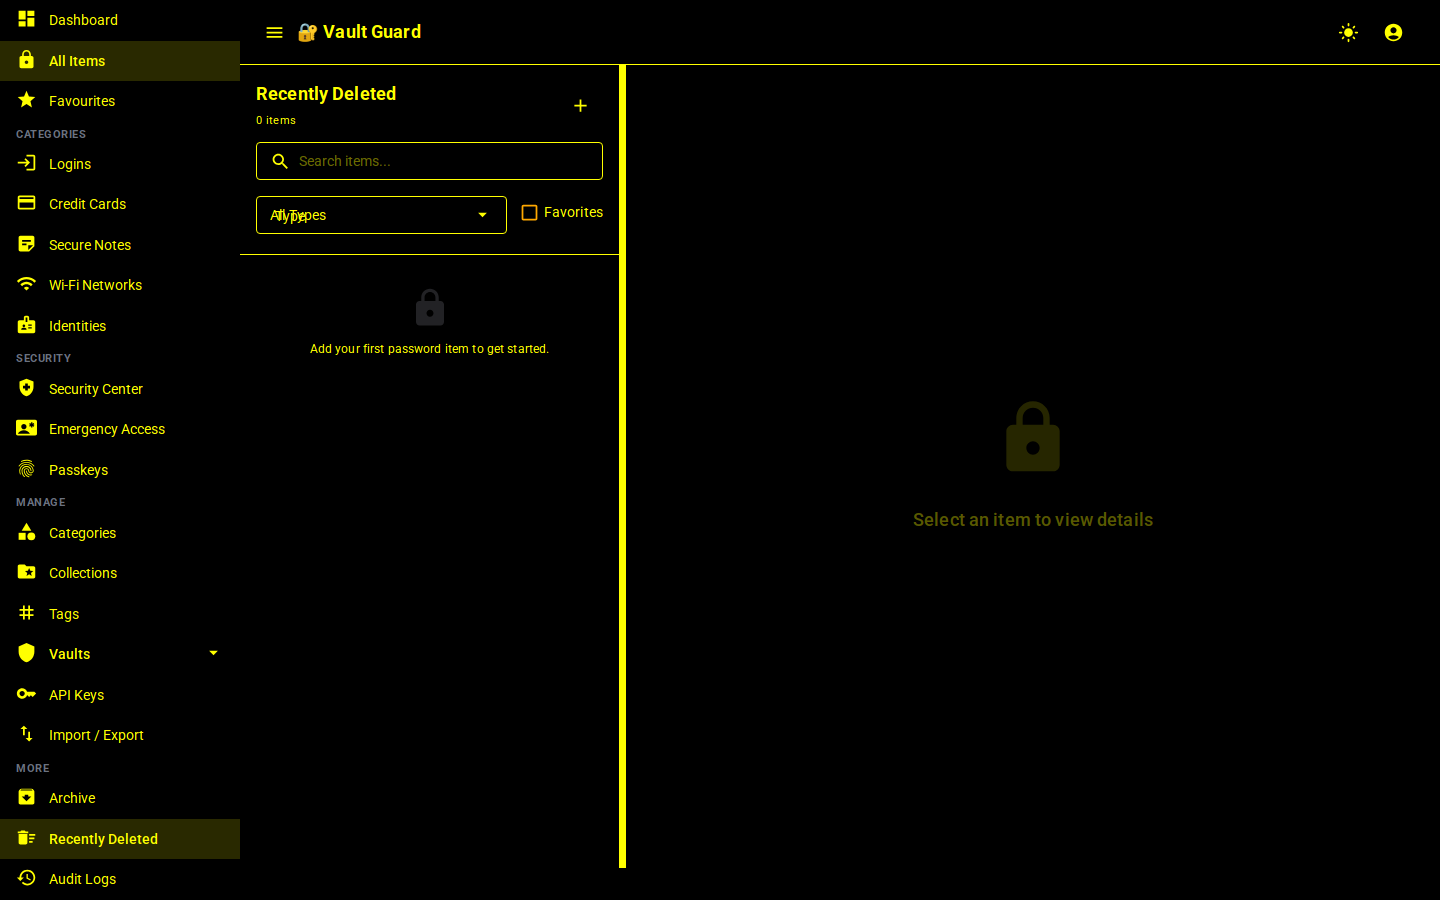 Dashboard
All Items
Favourites
CATEGORIES
Logins
Credit Cards
Secure Notes
Wi-Fi Networks
Identities
SECURITY
Security Center
Emergency Access
Passkeys
MANAGE
Categories
Collections
Tags
Vaults
API Keys
Import / Export
MORE
Archive
Recently Deleted
Audit Logs
🔐 Vault Guard
Recently Deleted
0 items
Search items...
All Types
Type
Favorites
Add your first password item to get started.
Select an item to view details